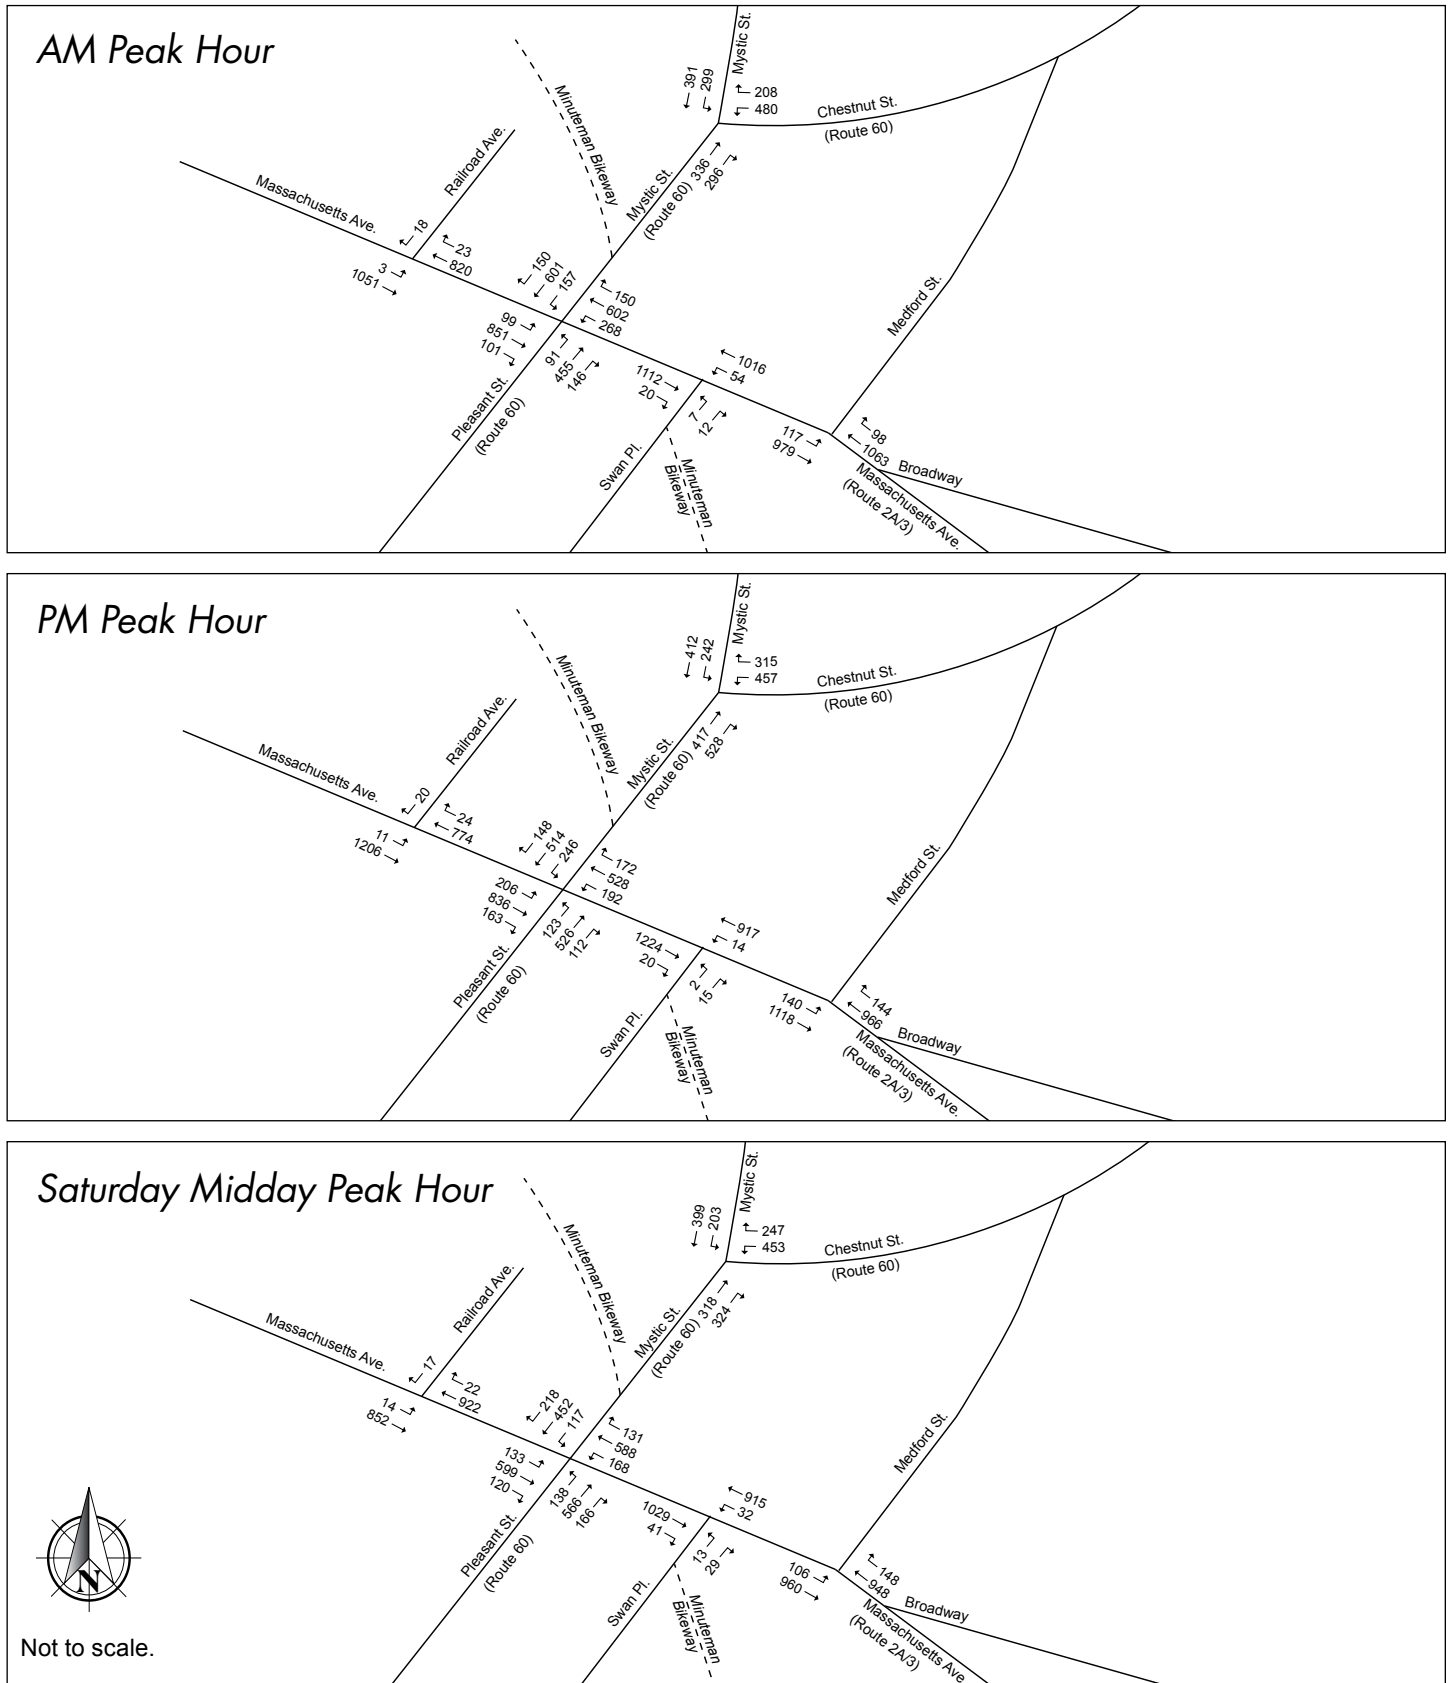 AM Peak Hour
Mystic St.
391
299
208
480
Chestnut St.
(Route 60)
Minuteman Bikeway
Railroad Ave.
Massachusetts Ave.
Mystic St.
(Route 60)
336
296
18
23
820
3
1051
150
601
157
150
602
268
99
851
101
91
455
146
Medford St.
1112
20
1016
54
7
12
Pleasant St.
(Route 60)
Swan Pl.
Minuteman
Bikeway
117
979
98
1063
Broadway
Massachusetts Ave.
(Route 2A/3)
PM Peak Hour
Mystic St.
412
242
315
457
Chestnut St.
(Route 60)
Minuteman Bikeway
Railroad Ave.
Massachusetts Ave.
Mystic St.
(Route 60)
417
528
20
24
774
11
1206
148
514
246
172
528
192
206
836
163
123
526
112
Medford St.
1224
20
917
14
2
15
Pleasant St.
(Route 60)
Swan Pl.
Minuteman
Bikeway
140
1118
144
966
Broadway
Massachusetts Ave.
(Route 2A/3)
Saturday Midday Peak Hour
Mystic St.
399
203
247
453
Chestnut St.
(Route 60)
Minuteman Bikeway
Railroad Ave.
Massachusetts Ave.
Mystic St.
(Route 60)
318
324
17
22
922
14
852
218
452
117
131
588
168
133
599
120
138
566
166
Medford St.
1029
41
915
32
13
29
Pleasant St.
(Route 60)
Swan Pl.
Minuteman
Bikeway
106
960
148
948
Broadway
Massachusetts Ave
(Route 2A/3)
N
Not to scale.